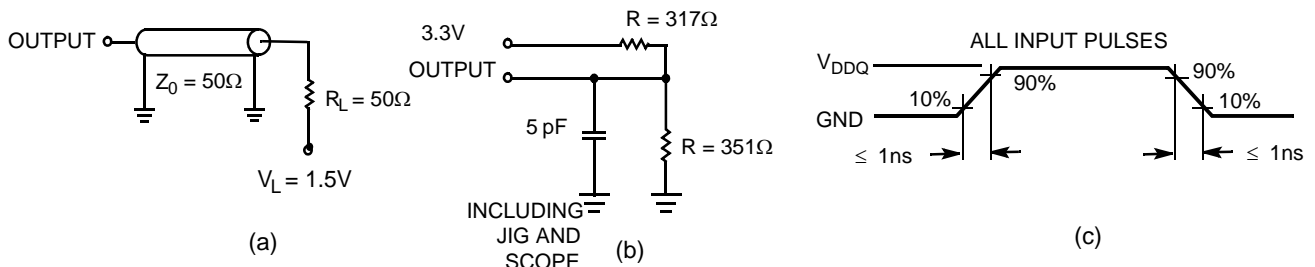 OUTPUT
Z0 = 50Ω
RL = 50Ω
VL = 1.5V
(a)
R = 317Ω
3.3V
OUTPUT
5 pF
R = 351Ω
INCLUDING
JIG AND
SCOPE
(b)
ALL INPUT PULSES
VDDQ
90%
90%
10%
10%
GND
≤ 1ns
≤ 1ns
(c)